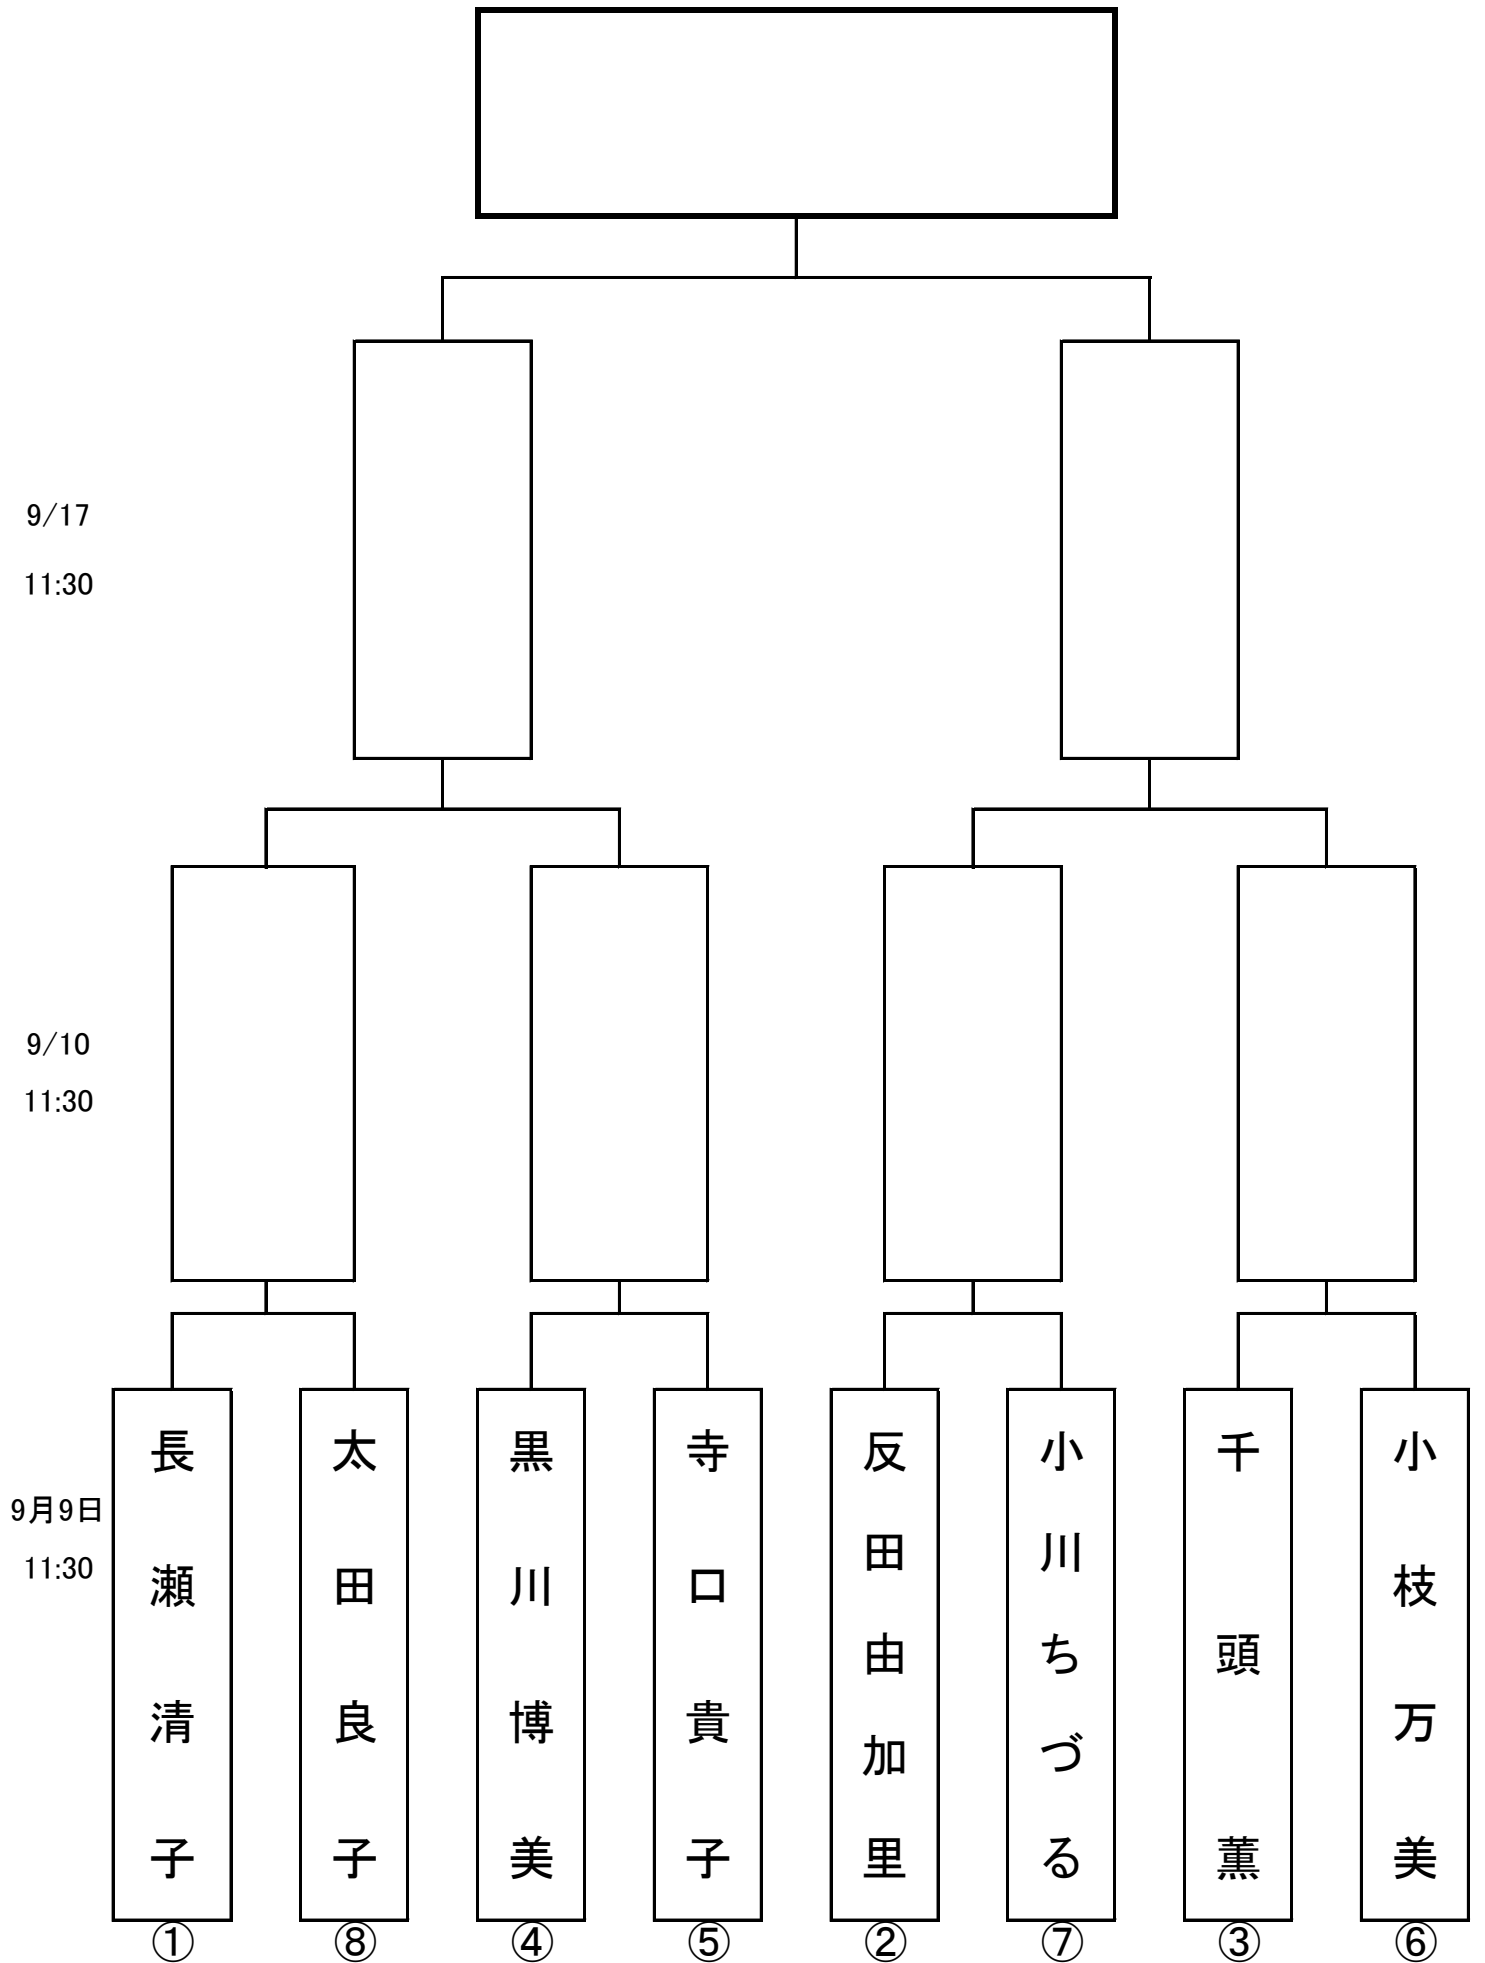 9/17
11:30
9/10
11:30
9月9日
11:30
長瀬清子
太田良子
黒川博美
寺口貴子
反田由加里
小川ちづる
千頭薫
小枝万美
①
⑧
④
⑤
②
⑦
③
⑥